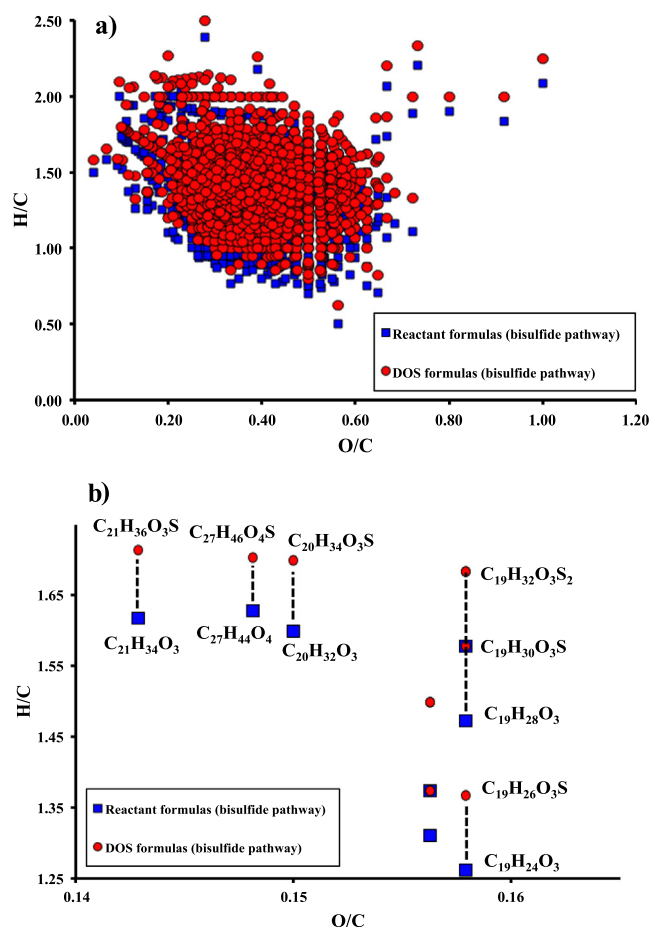 a)
2.50
2.00
1.50
1.00
0.50
0.00
H/C
0.00 0.20 0.40 0.60 0.80 1.00 1.20
O/C
Reactant formulas (bisulfide pathway)
DOS formulas (bisulfide pathway)
b)
C₂₁H₃₆O₃S
C₂₇H₄₆O₄S
C₂₀H₃₄O₃S
C₁₉H₃₂O₃S₂
C₂₁H₃₄O₃
C₂₇H₄₄O₄
C₂₀H₃₂O₃
C₁₉H₃₀O₃S
C₁₉H₂₈O₃
C₁₉H₂₆O₃S
C₁₉H₂₄O₃
1.65
1.55
1.45
1.35
1.25
H/C
Reactant formulas (bisulfide pathway)
DOS formulas (bisulfide pathway)
0.14 0.15 0.16
O/C